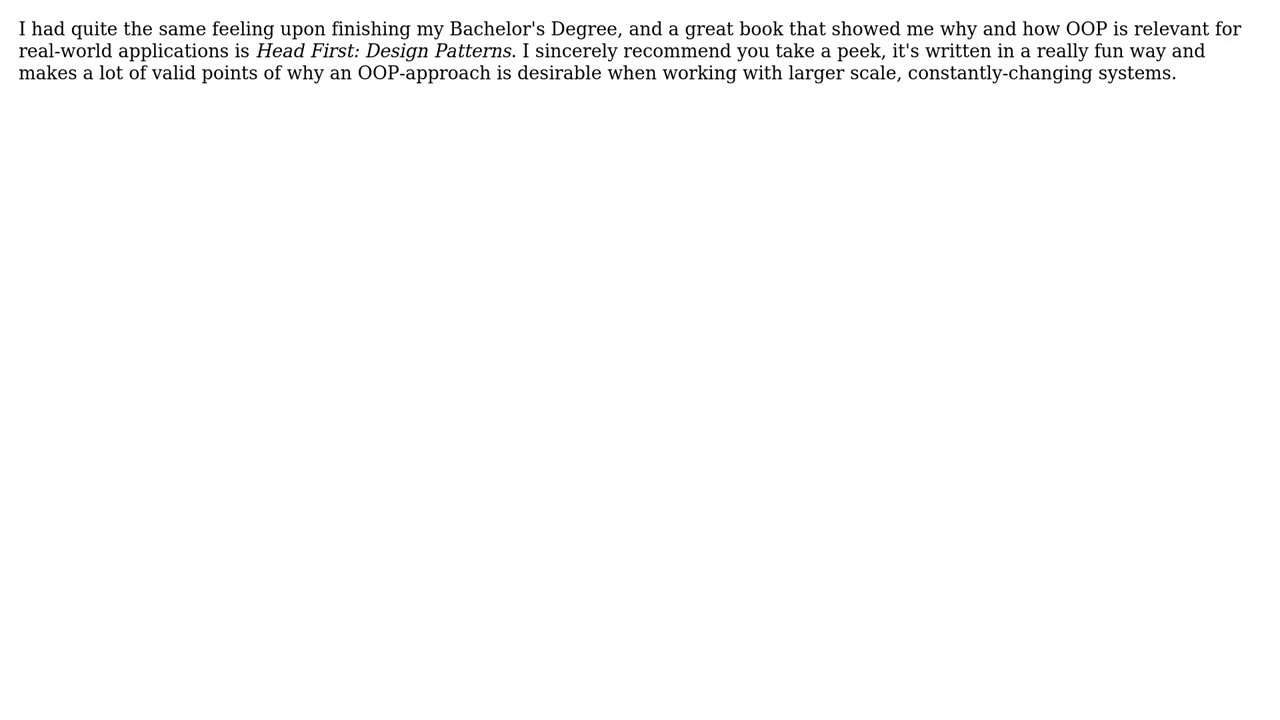 I had quite the same feeling upon finishing my Bachelor's Degree, and a great book that showed me why and how OOP is relevant for
real-world applications is Head First: Design Patterns. I sincerely recommend you take a peek, it's written in a really fun way and
makes a lot of valid points of why an OOP-approach is desirable when working with larger scale, constantly-changing systems.